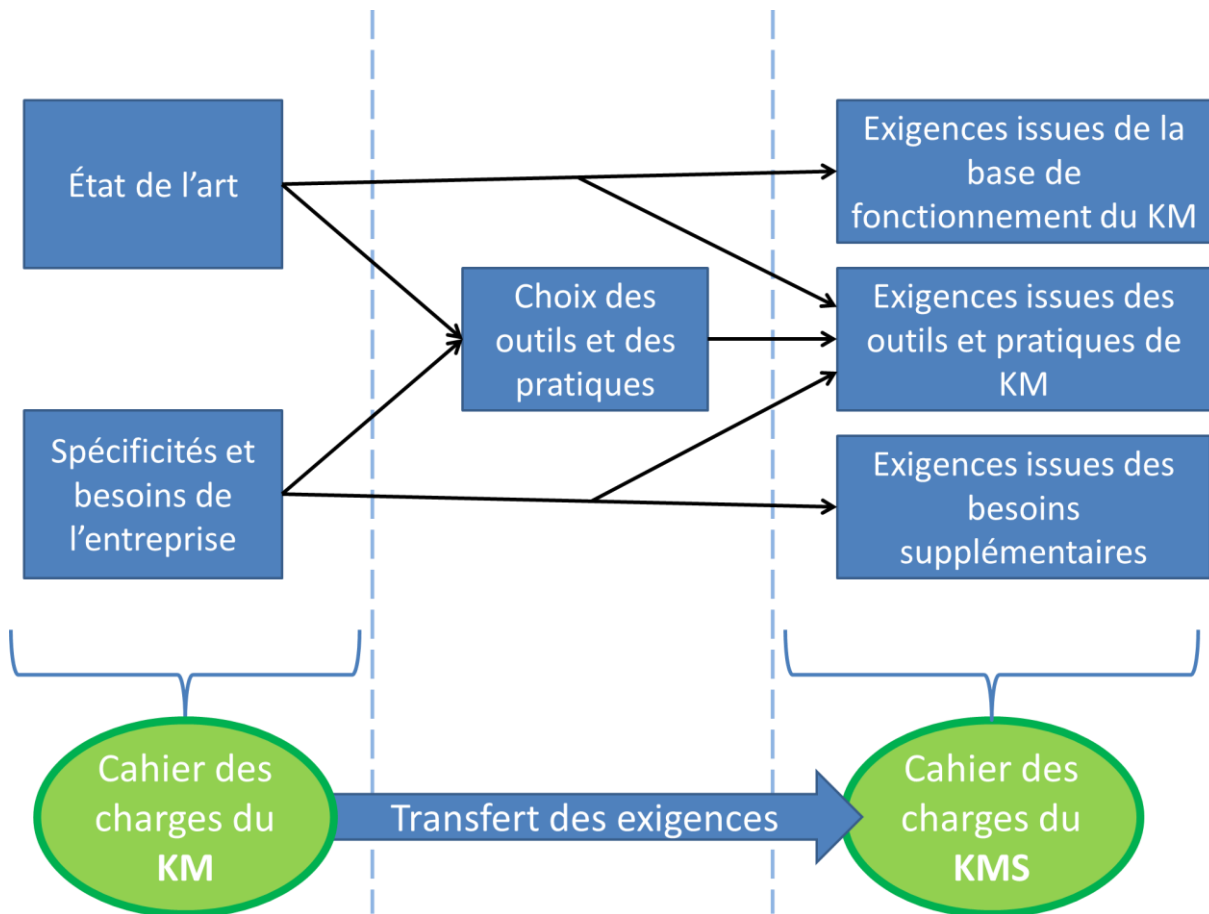 État de l’art
Exigences issues de la
base de
fonctionnement du KM
Choix des
outils et des
pratiques
Exigences issues des
outils et pratiques de
KM
Spécificités et
besoins de
l’entreprise
Exigences issues des
besoins
supplémentaires
Cahier des
charges du
KM
Transfert des exigences
Cahier des
charges du
KMS